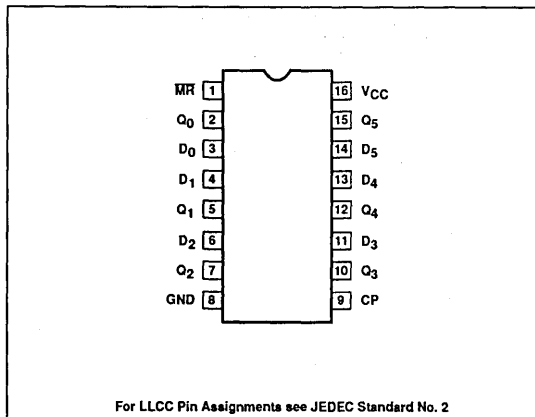 M̅R̅ 1 16 VCC
Q0 2 15 Q5
D0 3 14 D5
D1 4 13 D4
Q1 5 12 Q4
D2 6 11 D3
Q2 7 10 Q3
GND 8 9 CP
For LLCC Pin Assignments see JEDEC Standard No. 2